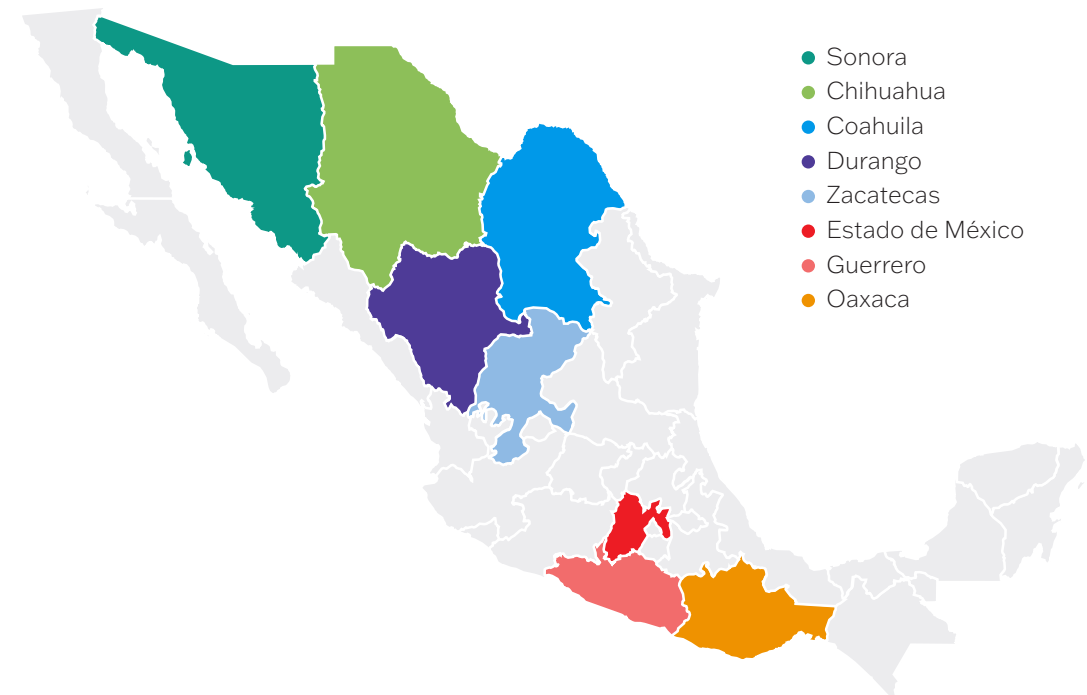 Sonora
Chihuahua
Coahuila
Durango
Zacatecas
Estado de México
Guerrero
Oaxaca